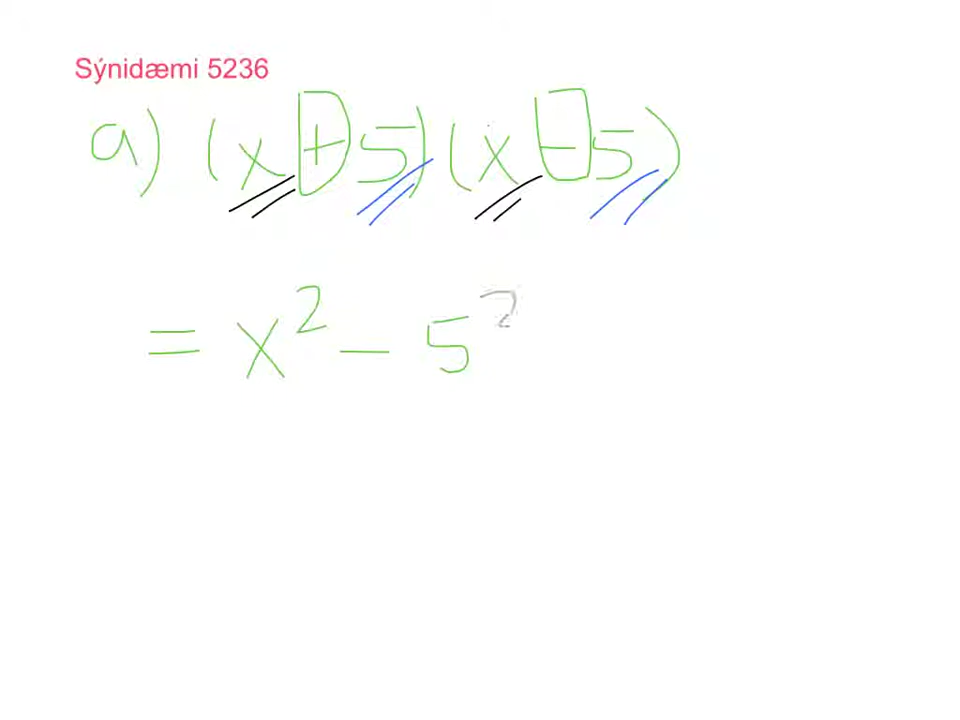 Sýnidæmi 5236
a) (x + 5)(x - 5)
= x² - 5²